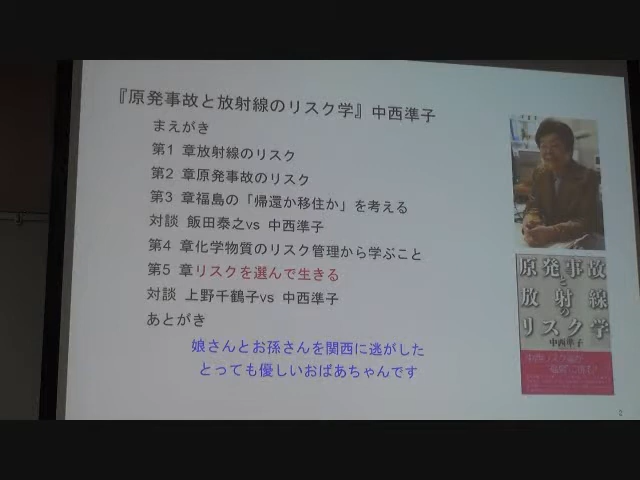 『原発事故と放射線のリスク学』中西準子
まえがき
第1 章放射線のリスク
第2 章原発事故のリスク
第3 章福島の「帰還か移住か」を考える
対談 飯田泰之vs 中西準子
第4 章化学物質のリスク管理から学ぶこと
第5 章リスクを選んで生きる
対談 上野千鶴子vs 中西準子
あとがき
娘さんとお孫さんを関西に逃がした
とっても優しいおばあちゃんです
原発事故
と
放射線
の
リスク学
中西準子